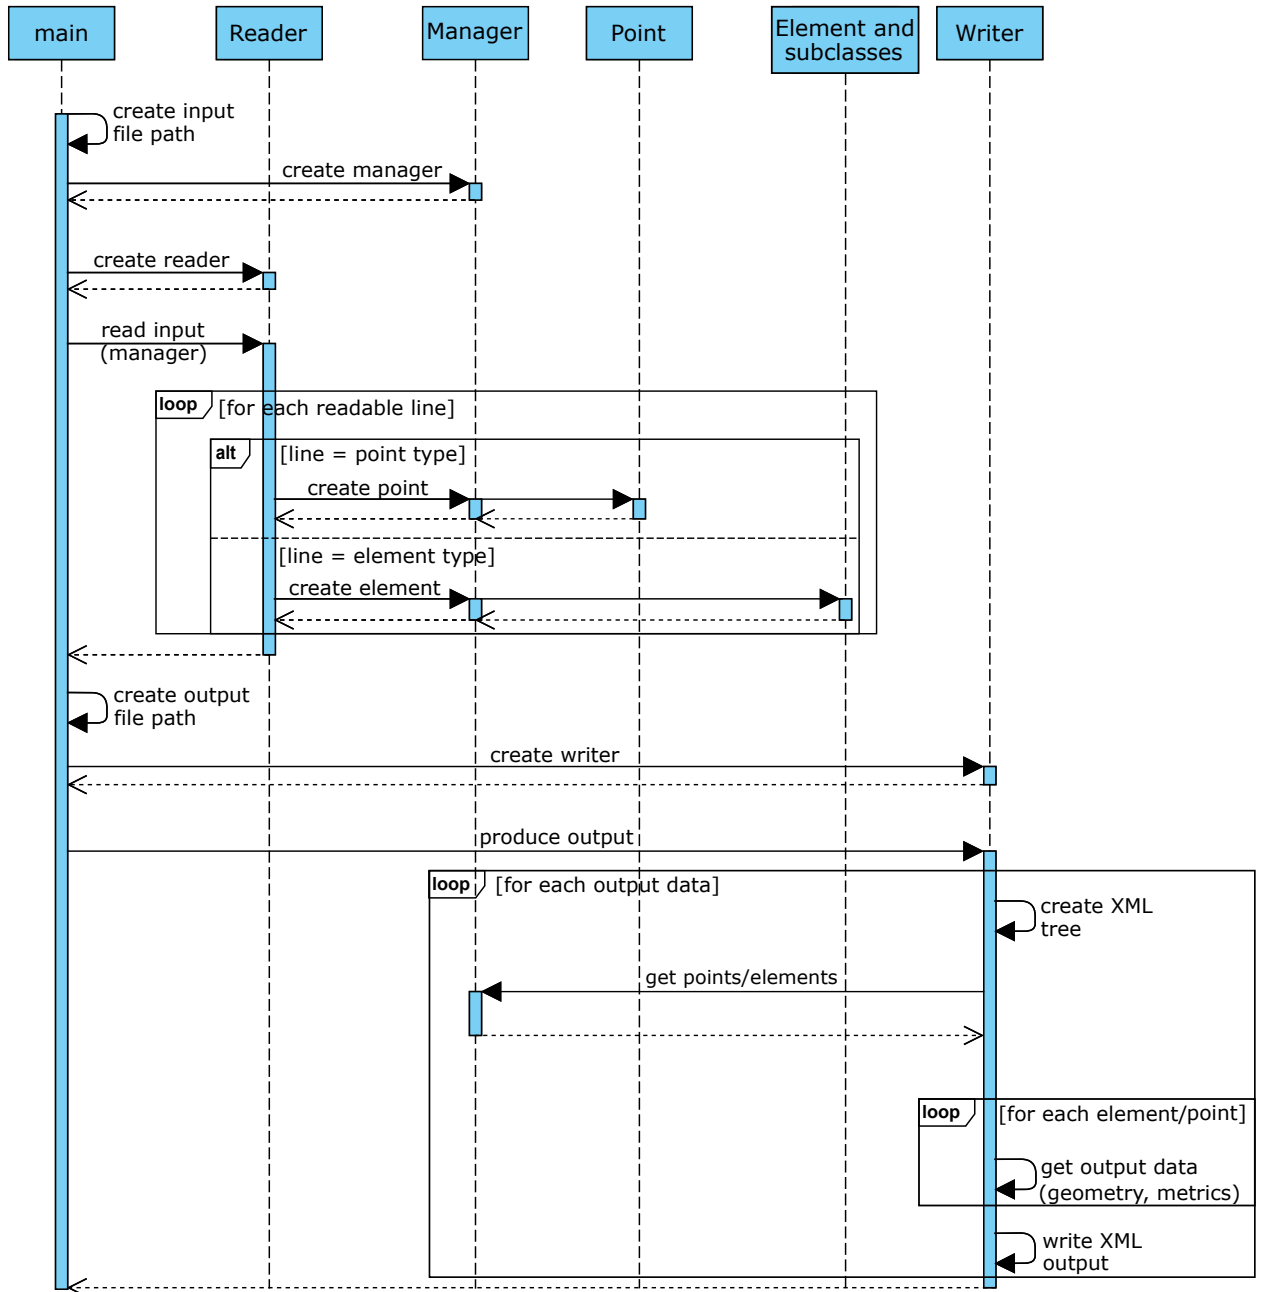 main
Reader
Manager
Point
Element and
subclasses
Writer
create input
file path
create manager
create reader
read input
(manager)
loop
[for each readable line]
alt
[line = point type]
create point
[line = element type]
create element
create output
file path
create writer
produce output
loop
[for each output data]
create XML
tree
get points/elements
loop
[for each element/point]
get output data
(geometry, metrics)
write XML
output